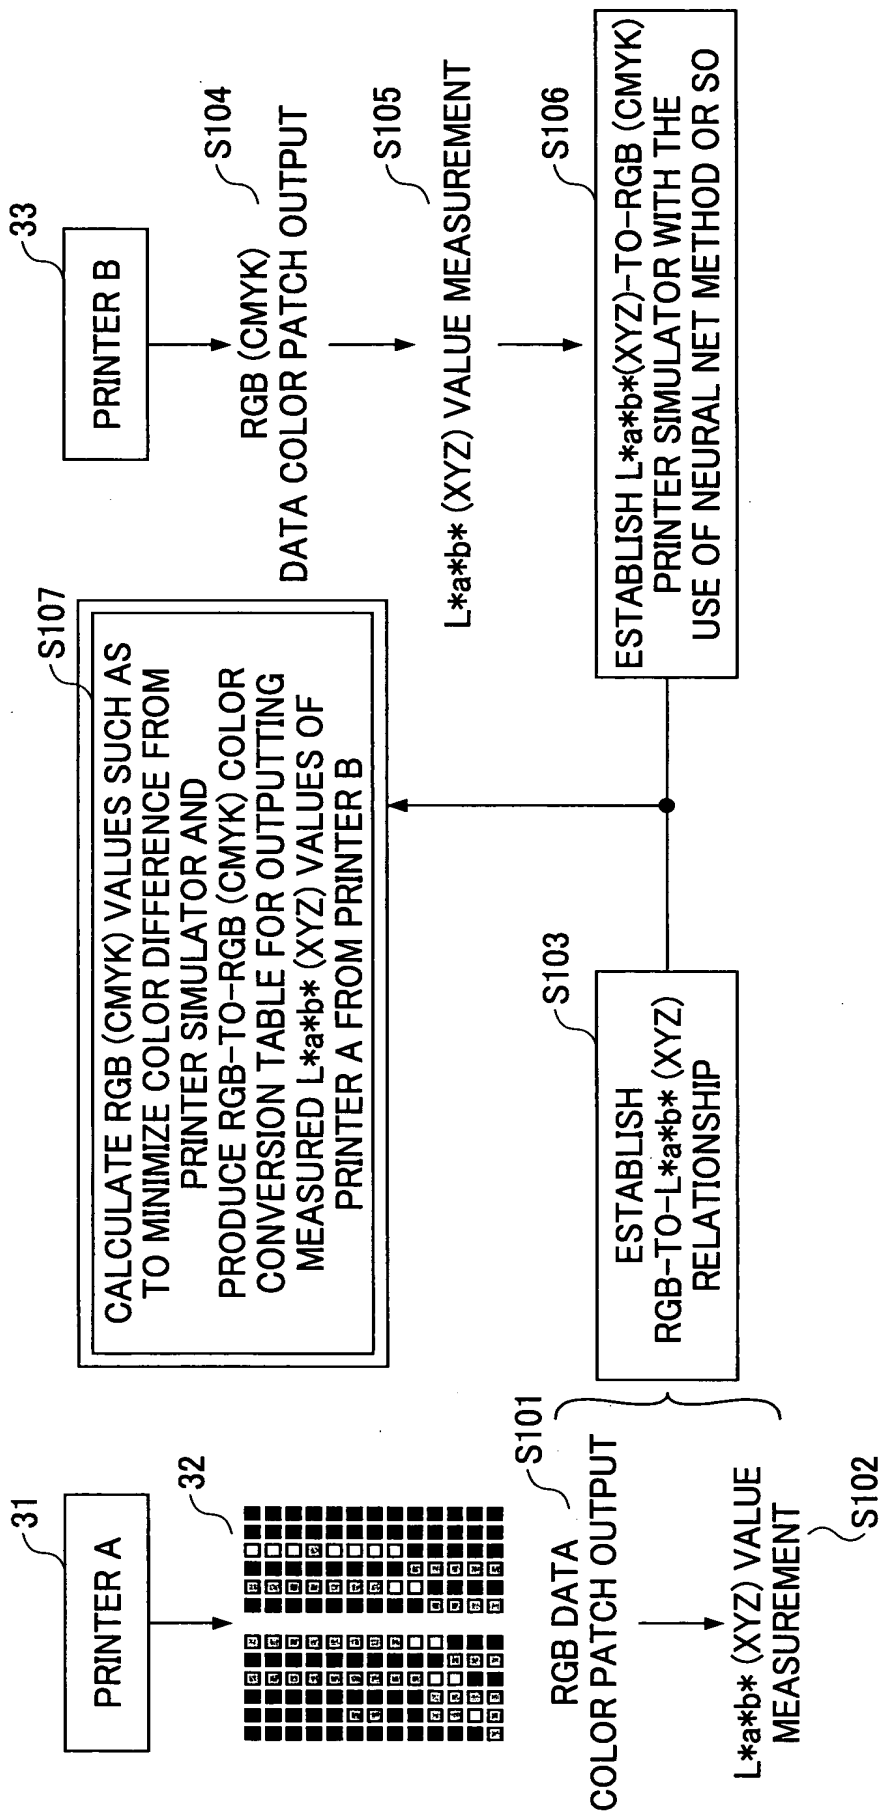 31
PRINTER A
32
S101
RGB DATA
COLOR PATCH OUTPUT
L*a*b* (XYZ) VALUE
MEASUREMENT
S102
S103
ESTABLISH
RGB-TO-L*a*b* (XYZ)
RELATIONSHIP
S107
CALCULATE RGB (CMYK) VALUES SUCH AS
TO MINIMIZE COLOR DIFFERENCE FROM
PRINTER SIMULATOR AND
PRODUCE RGB-TO-RGB (CMYK) COLOR
CONVERSION TABLE FOR OUTPUTTING
MEASURED L*a*b* (XYZ) VALUES OF
PRINTER A FROM PRINTER B
33
PRINTER B
S104
RGB (CMYK)
DATA COLOR PATCH OUTPUT
S105
L*a*b* (XYZ) VALUE MEASUREMENT
S106
ESTABLISH L*a*b*(XYZ)-TO-RGB (CMYK)
PRINTER SIMULATOR WITH THE
USE OF NEURAL NET METHOD OR SO